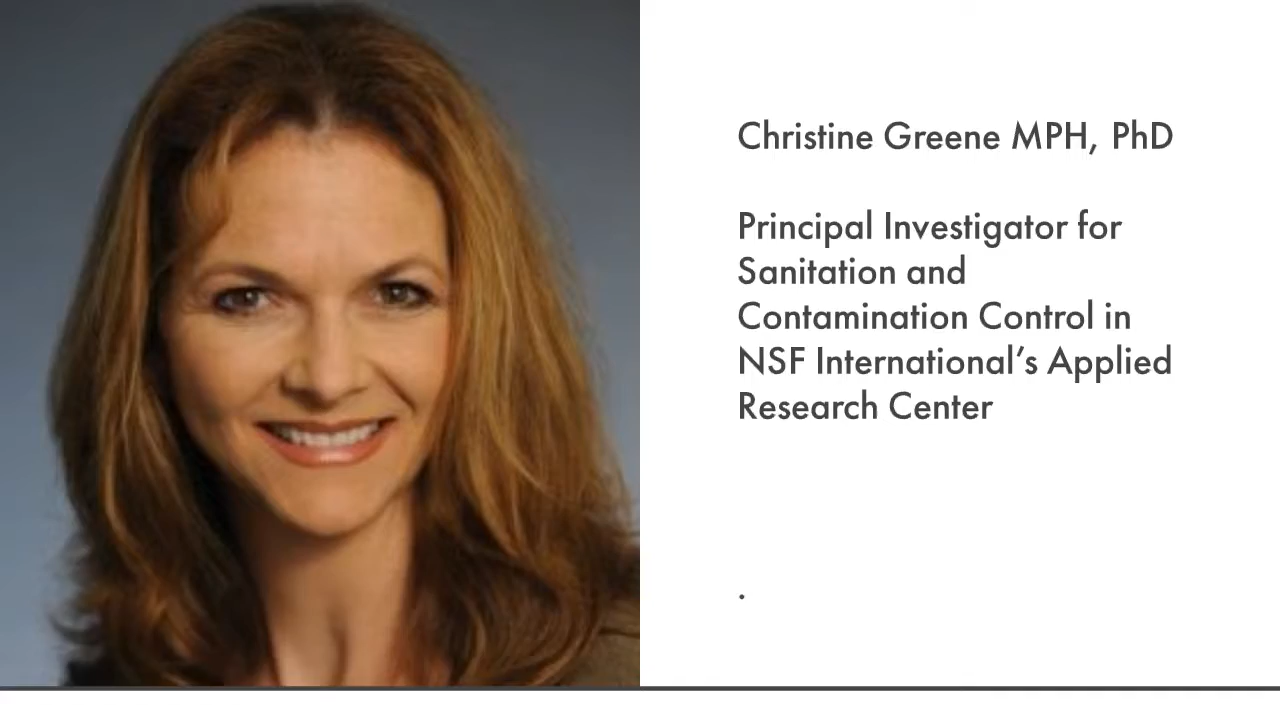 Christine Greene MPH, PhD
Principal Investigator for
Sanitation and
Contamination Control in
NSF International’s Applied
Research Center
.